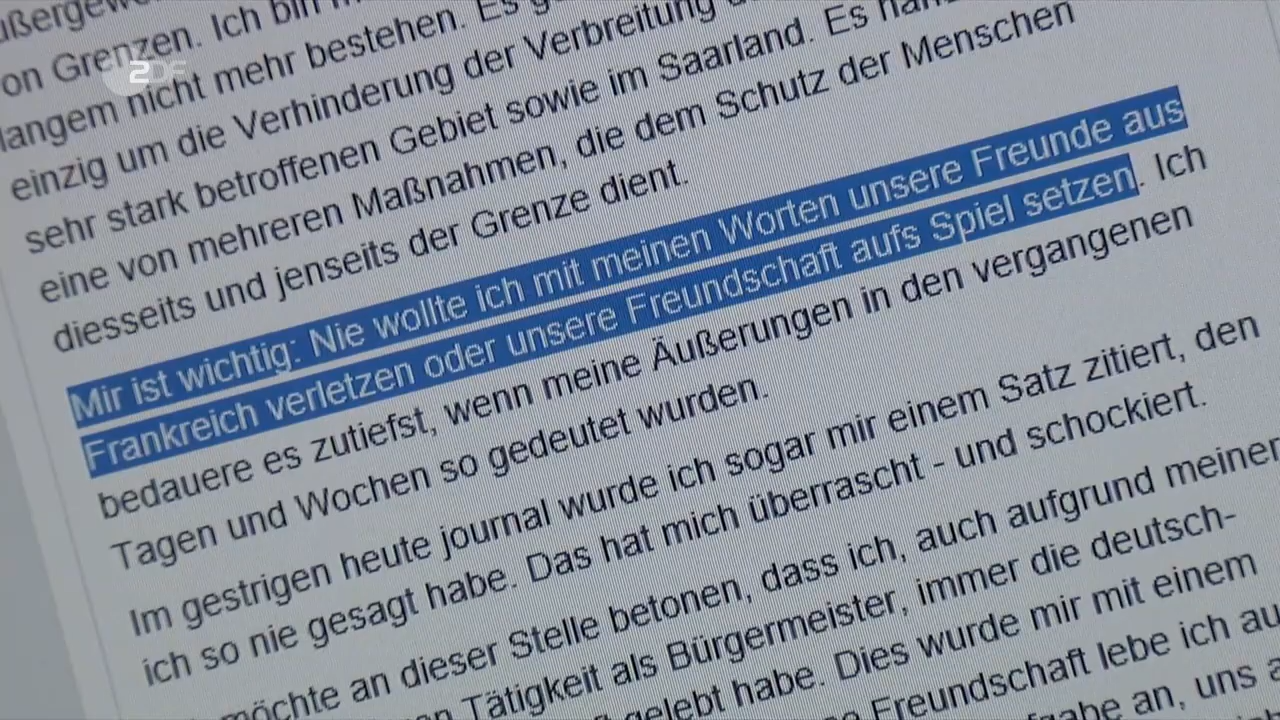 on Grenzen. Ich bin
langem nicht mehr bestehen. Es
einzig um die Verhinderung der Verbreitung
sehr stark betroffenen Gebiet sowie im Saarland. Es
eine von mehreren Maßnahmen, die dem Schutz der Menschen
diesseits und jenseits der Grenze dient.
Mir ist wichtig: Nie wollte ich mit meinen Worten unsere Freunde aus
Frankreich verletzen oder unsere Freundschaft aufs Spiel setzen. Ich
bedauere es zutiefst, wenn meine Äußerungen in den vergangenen
Tagen und Wochen so gedeutet wurden.
Im gestrigen heute journal wurde ich sogar mir einem Satz zitiert, den
ich so nie gesagt habe. Das hat mich überrascht - und schockiert.
möchte an dieser Stelle betonen, dass ich, auch aufgrund meiner
Tätigkeit als Bürgermeister, immer die deutsch-
gelebt habe. Dies wurde mir mit einem
Freundschaft lebe ich
an, uns
ZDF